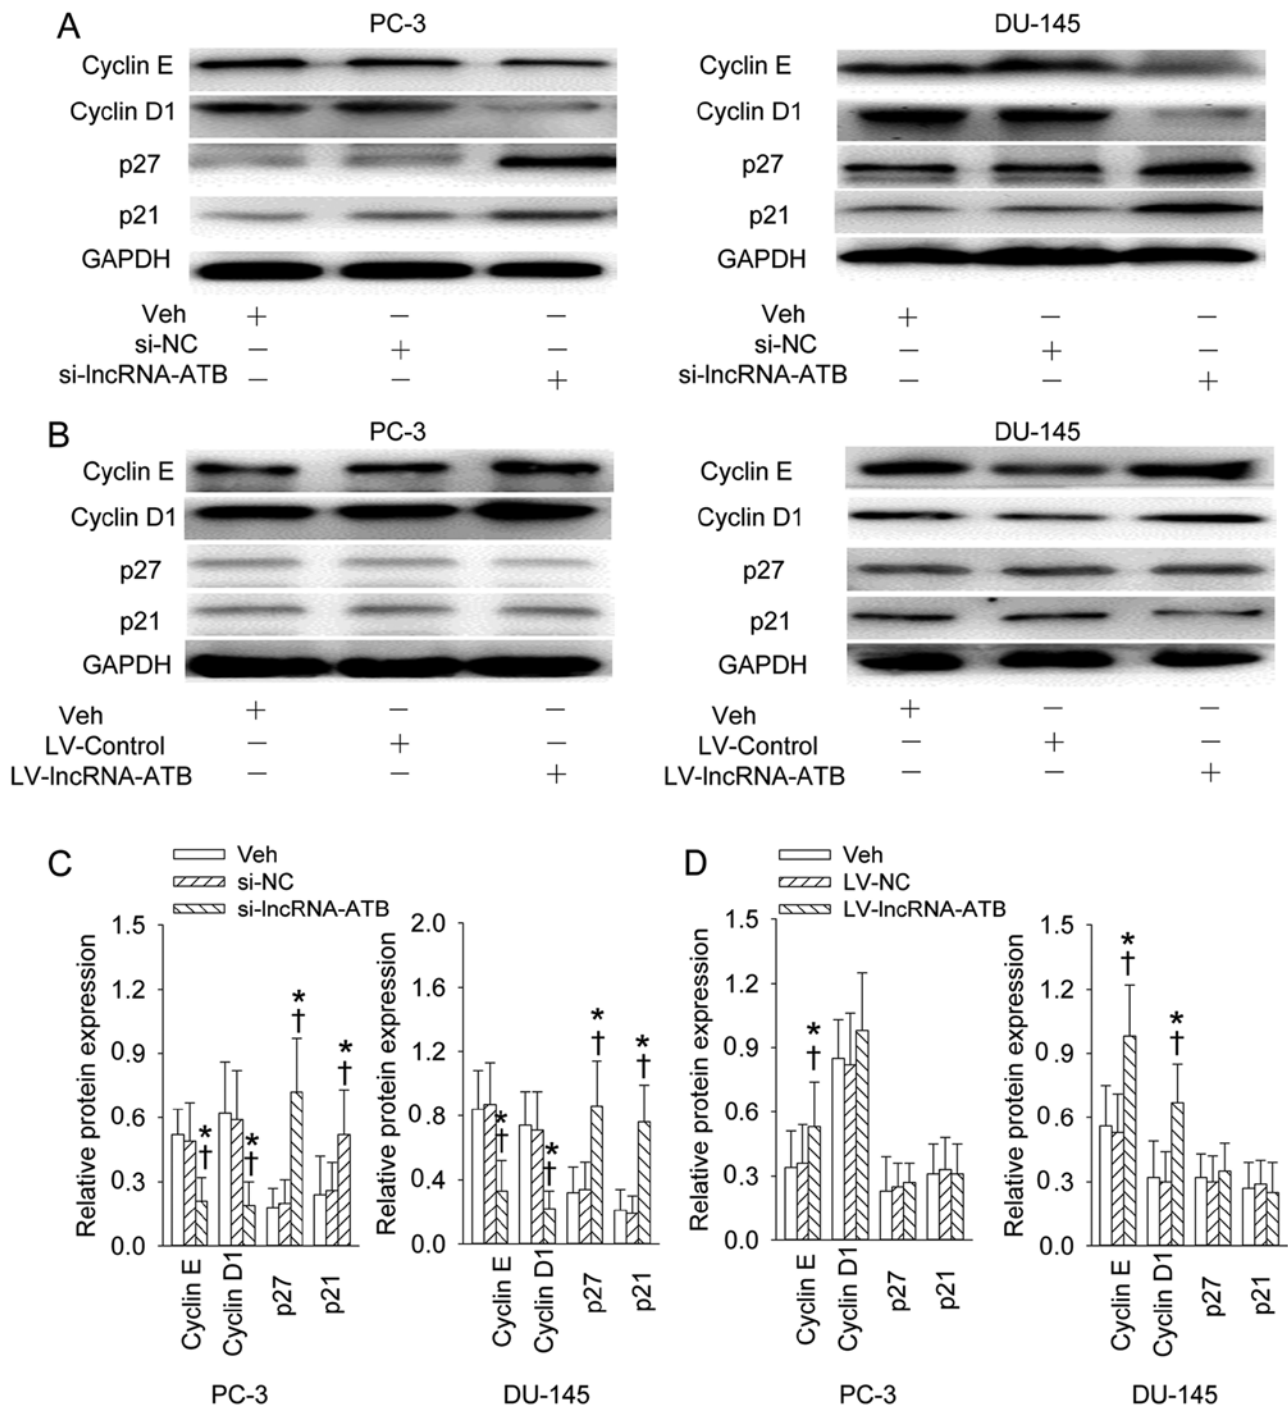 A
PC-3
Cyclin E
Cyclin D1
p27
p21
GAPDH
Veh + − −
si-NC − + −
si-lncRNA-ATB − − +
DU-145
Cyclin E
Cyclin D1
p27
p21
GAPDH
Veh + − −
si-NC − + −
si-lncRNA-ATB − − +
B
PC-3
Cyclin E
Cyclin D1
p27
p21
GAPDH
Veh + − −
LV-Control − + −
LV-lncRNA-ATB − − +
DU-145
Cyclin E
Cyclin D1
p27
p21
GAPDH
Veh + − −
LV-Control − + −
LV-lncRNA-ATB − − +
C
Veh
si-NC
si-lncRNA-ATB
Relative protein expression
1.5
1.2
0.9
0.6
0.3
0.0
* † * † * † * †
Cyclin E
Cyclin D1
p27
p21
PC-3
Relative protein expression
2.0
1.6
1.2
0.8
0.4
0.0
* † * † * † * †
Cyclin E
Cyclin D1
p27
p21
DU-145
D
Veh
LV-NC
LV-lncRNA-ATB
Relative protein expression
1.5
1.2
0.9
0.6
0.3
0.0
* †
Cyclin E
Cyclin D1
p27
p21
PC-3
Relative protein expression
1.5
1.2
0.9
0.6
0.3
0.0
* † * †
Cyclin E
Cyclin D1
p27
p21
DU-145